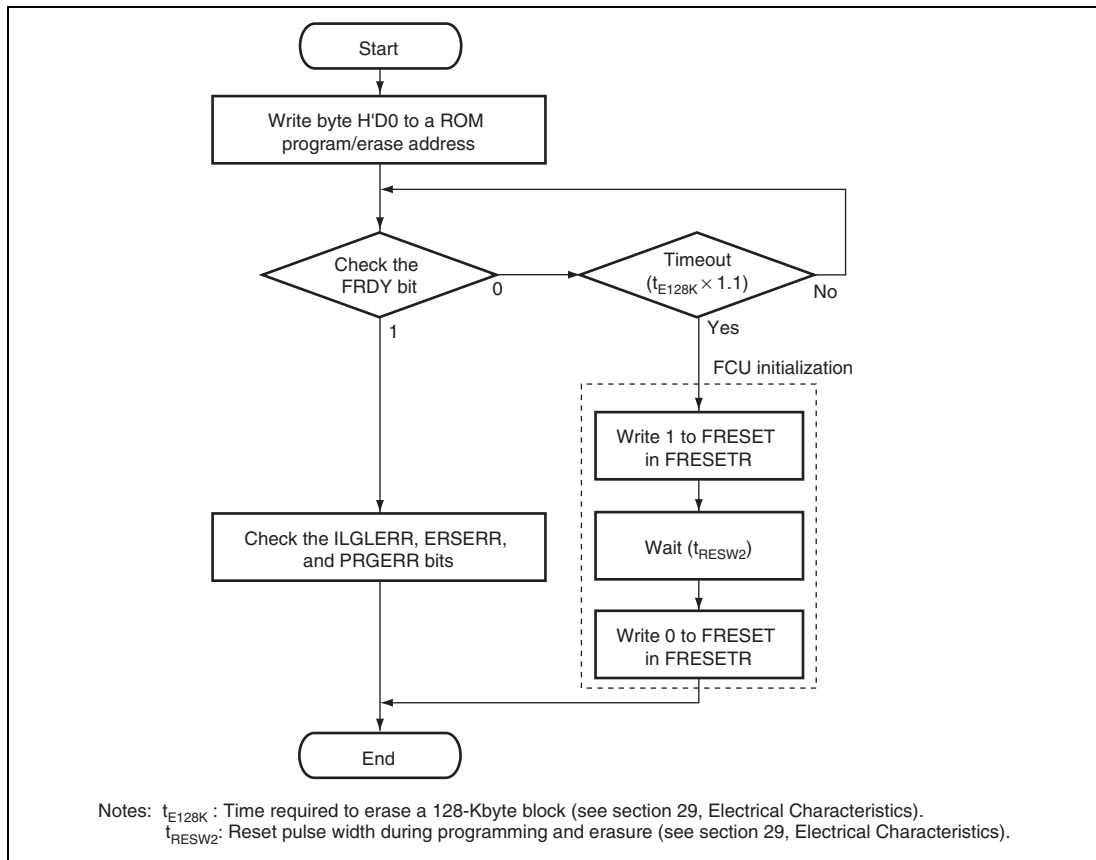 Start
Write byte H'D0 to a ROM
program/erase address
Check the
FRDY bit
0
1
Timeout
(tE128K × 1.1)
No
Yes
FCU initialization
Write 1 to FRESET
in FRESETR
Wait (tRESW2)
Write 0 to FRESET
in FRESETR
Check the ILGLERR, ERSERR,
and PRGERR bits
End
Notes: tE128K : Time required to erase a 128-Kbyte block (see section 29, Electrical Characteristics).
tRESW2: Reset pulse width during programming and erasure (see section 29, Electrical Characteristics).